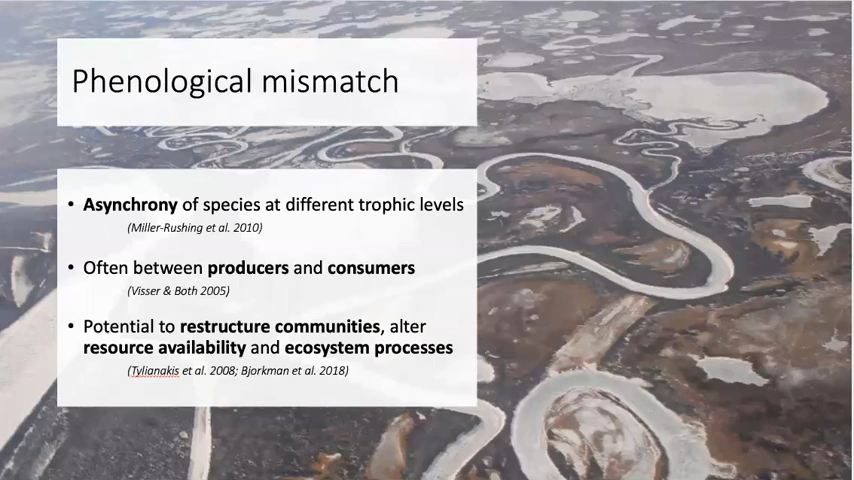 Phenological mismatch
• Asynchrony of species at different trophic levels
(Miller-Rushing et al. 2010)
• Often between producers and consumers
(Visser & Both 2005)
• Potential to restructure communities, alter
resource availability and ecosystem processes
(Tylianakis et al. 2008; Bjorkman et al. 2018)